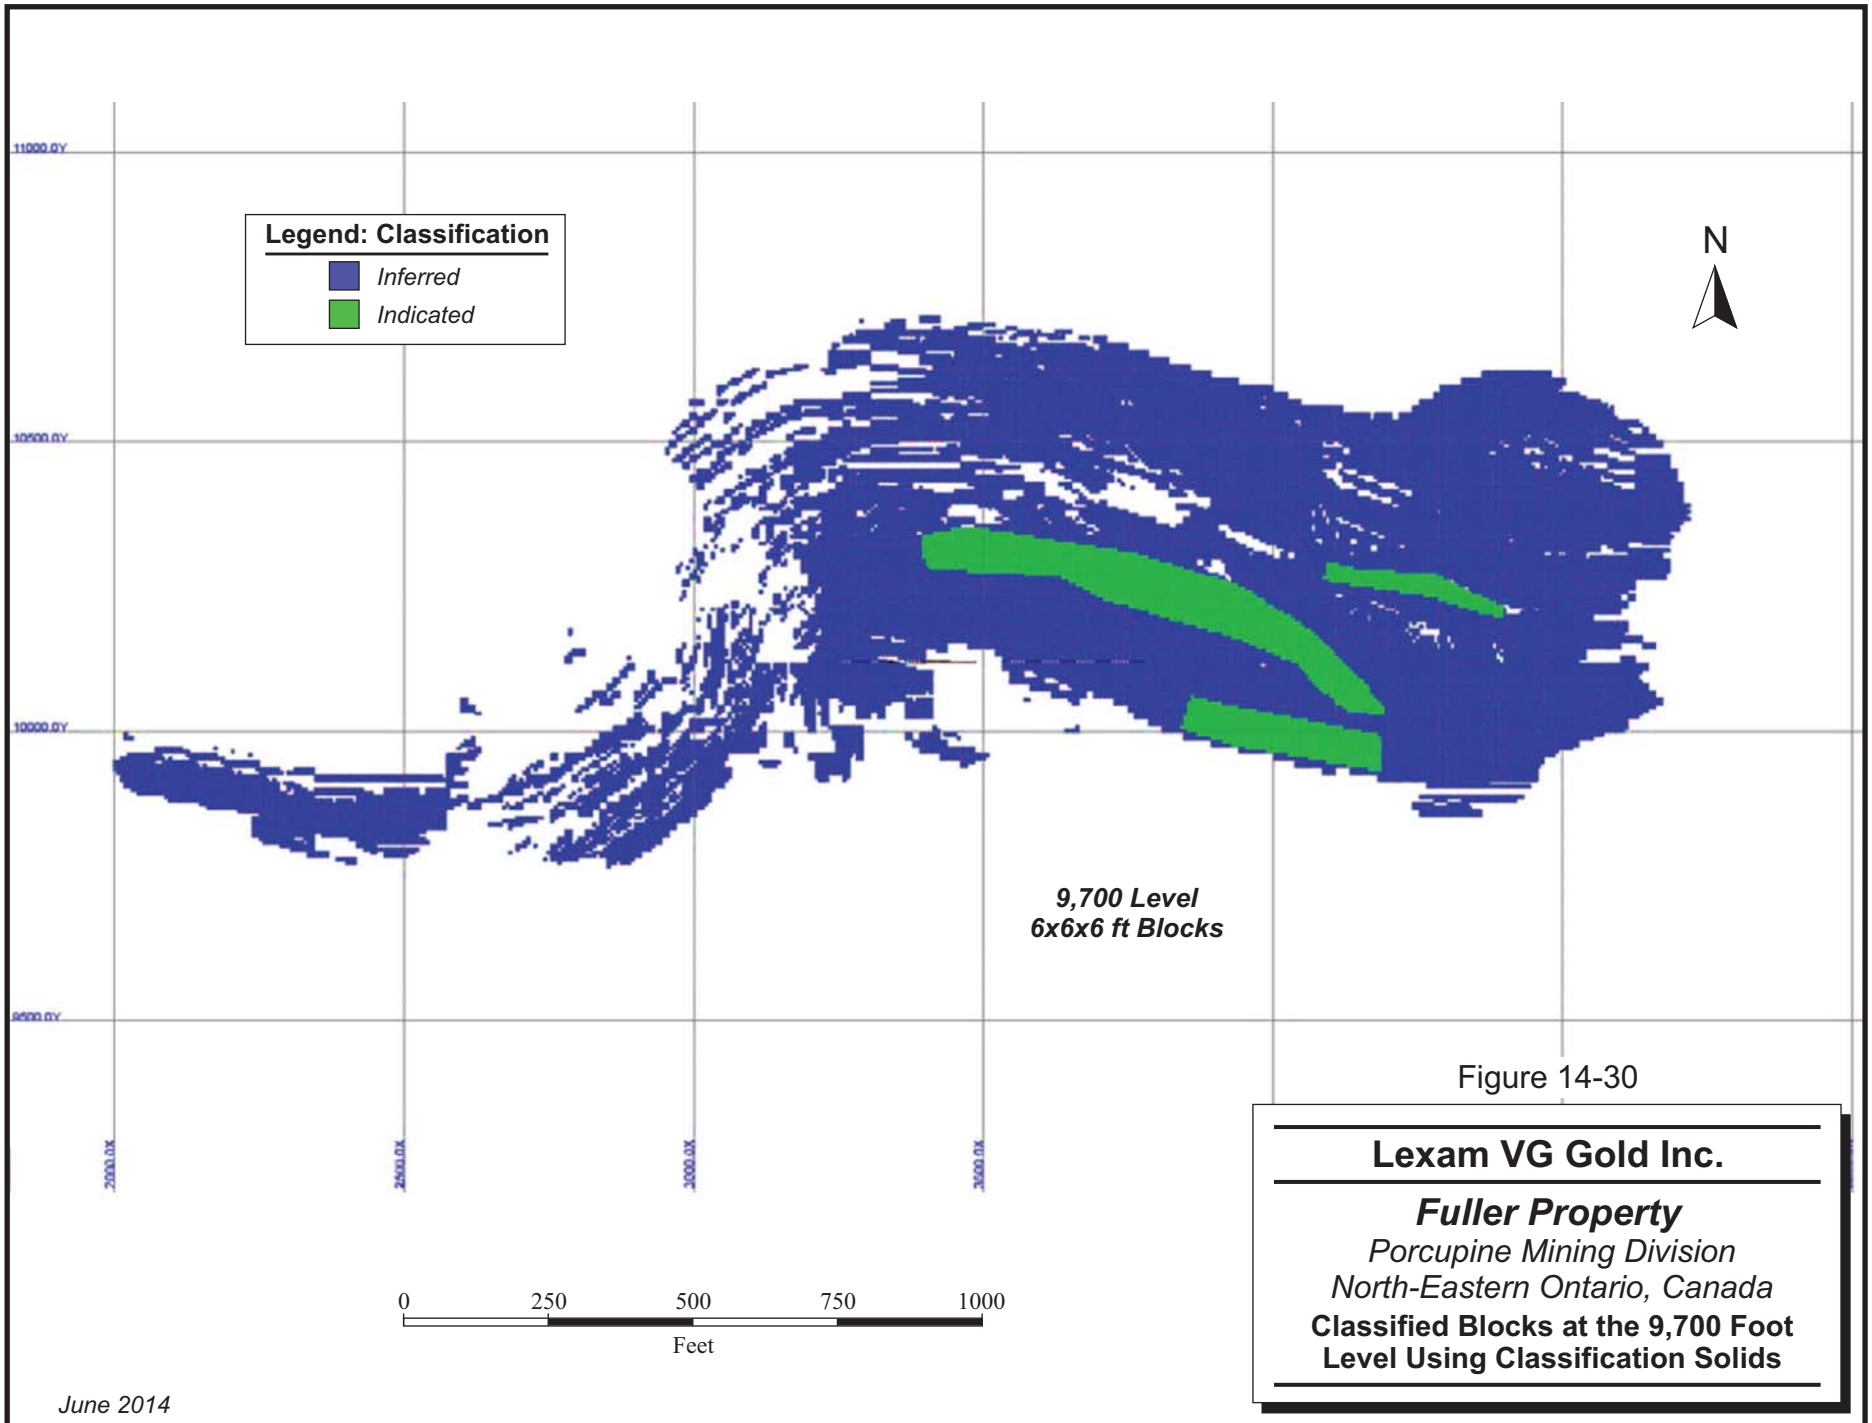 11000.0Y
Legend: Classification
Inferred
Indicated
N
10500.0Y
10000.0Y
9,700 Level
6x6x6 ft Blocks
9500.0Y
Figure 14-30
2000.0X
2500.0X
3000.0X
3500.0X
Lexam VG Gold Inc.
Fuller Property
Porcupine Mining Division
North-Eastern Ontario, Canada
Classified Blocks at the 9,700 Foot
Level Using Classification Solids
0 250 500 750 1000
Feet
June 2014